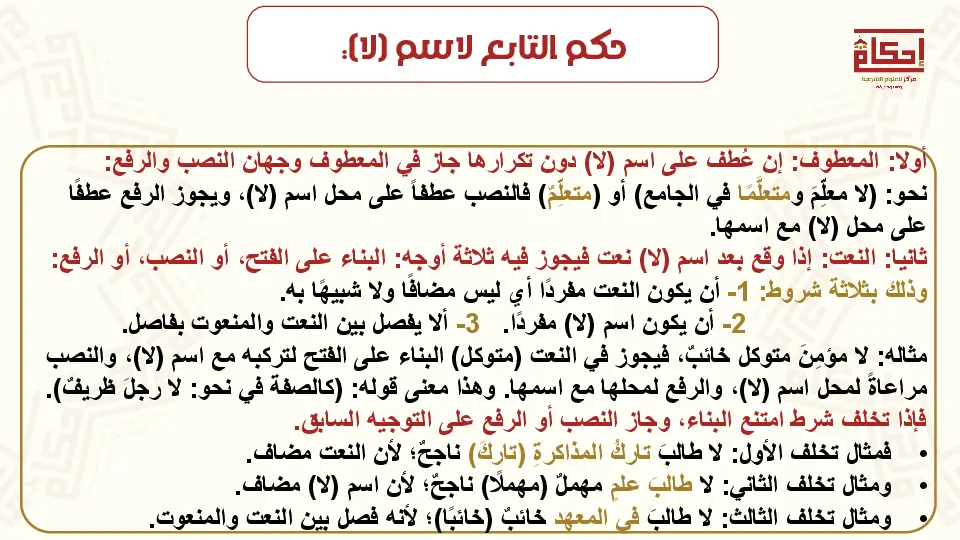 حكم التابع لاسم (لا):
إحكام
مركز للعلوم الشرعية
أولا: المعطوف: إن عُطف على اسم (لا) دون تكرارها جاز في المعطوف وجهان النصب والرفع:
نحو: (لا معلّمَ ومتعلَّمًا في الجامع) أو (متعلِّمٌ) فالنصب عطفاً على محل اسم (لا)، ويجوز الرفع عطفًا
على محل (لا) مع اسمها.
ثانيا: النعت: إذا وقع بعد اسم (لا) نعت فيجوز فيه ثلاثة أوجه: البناء على الفتح، أو النصب، أو الرفع:
وذلك بثلاثة شروط: 1- أن يكون النعت مفردًا أي ليس مضافًا ولا شبيهًا به.
2- أن يكون اسم (لا) مفردًا. 3- ألا يفصل بين النعت والمنعوت بفاصل.
مثاله: لا مؤمِنَ متوكل خائبٌ، فيجوز في النعت (متوكل) البناء على الفتح لتركبه مع اسم (لا)، والنصب
مراعاةً لمحل اسم (لا)، والرفع لمحلها مع اسمها. وهذا معنى قوله: (كالصفة في نحو: لا رجلَ ظريفٌ).
فإذا تخلف شرط امتنع البناء، وجاز النصب أو الرفع على التوجيه السابق.
• فمثال تخلف الأول: لا طالبَ تاركُ المذاكرةِ (تاركَ) ناجحٌ؛ لأن النعت مضاف.
• ومثال تخلف الثاني: لا طالبَ علمٍ مهملٌ (مهملًا) ناجحٌ؛ لأن اسم (لا) مضاف.
• ومثال تخلف الثالث: لا طالبَ في المعهد خائبٌ (خائبًا)؛ لأنه فصل بين النعت والمنعوت.